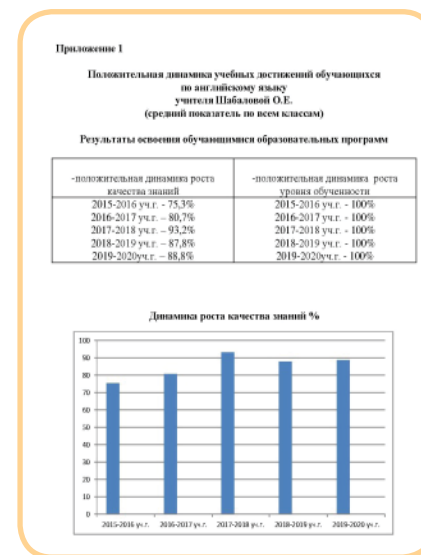 Приложение 1
Положительная динамика учебных достижений обучающихся
по английскому языку
учителя Шабаловой О.Е.
(средний показатель по всем классам)
Результаты освоения обучающимися образовательных программ
-положительная динамика роста
качества знаний
2015-2016 уч.г. - 75,3%
2016-2017 уч.г. – 80,7%
2017-2018 уч.г. – 93,2%
2018-2019 уч.г. – 87,8%
2019-2020уч.г. – 88,8%
-положительная динамика роста
уровня обученности
2015-2016 уч.г. - 100%
2016-2017 уч.г. - 100%
2017-2018 уч.г. - 100%
2018-2019 уч.г. - 100%
2019-2020уч.г. - 100%
Динамика роста качества знаний %
100
90
80
70
60
50
40
30
20
10
0
2015-2016 уч.г. 2016-2017 уч.г. 2017-2018 уч.г. 2018-2019 уч.г. 2019-2020 уч.г.